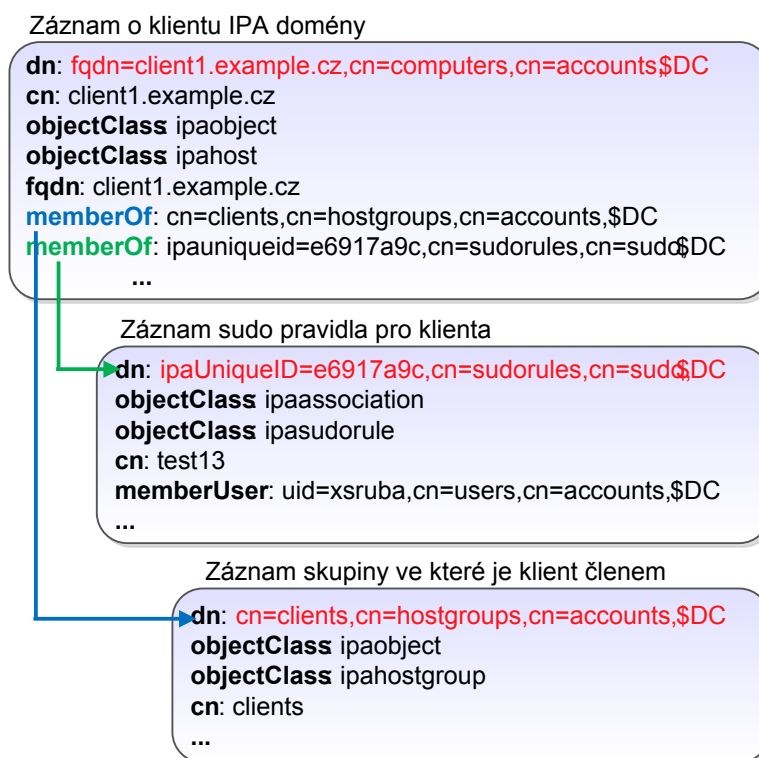 Záznam o klientu IPA domény
dn: fqdn=client1.example.cz,cn=computers,cn=accounts,$DC
cn: client1.example.cz
objectClass: ipaobject
objectClass: ipahost
fqdn: client1.example.cz
memberOf: cn=clients,cn=hostgroups,cn=accounts,$DC
memberOf: ipauniqueid=e6917a9c,cn=sudorules,cn=sudo,$DC
...
Záznam sudo pravidla pro klienta
dn: ipaUniqueID=e6917a9c,cn=sudorules,cn=sudo,$DC
objectClass: ipaassociation
objectClass: ipasudorule
cn: test13
memberUser: uid=xsruba,cn=users,cn=accounts,$DC
...
Záznam skupiny ve které je klient členem
dn: cn=clients,cn=hostgroups,cn=accounts,$DC
objectClass: ipaobject
objectClass: ipahostgroup
cn: clients
...